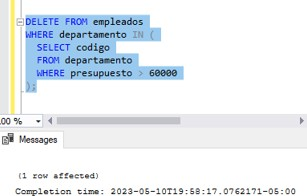 DELETE FROM empleados
WHERE departamento IN (
SELECT codigo
FROM departamento
WHERE presupuesto > 60000
);
.00 %
Messages
(1 row affected)
Completion time: 2023-05-10T19:58:17.0762171-05:00